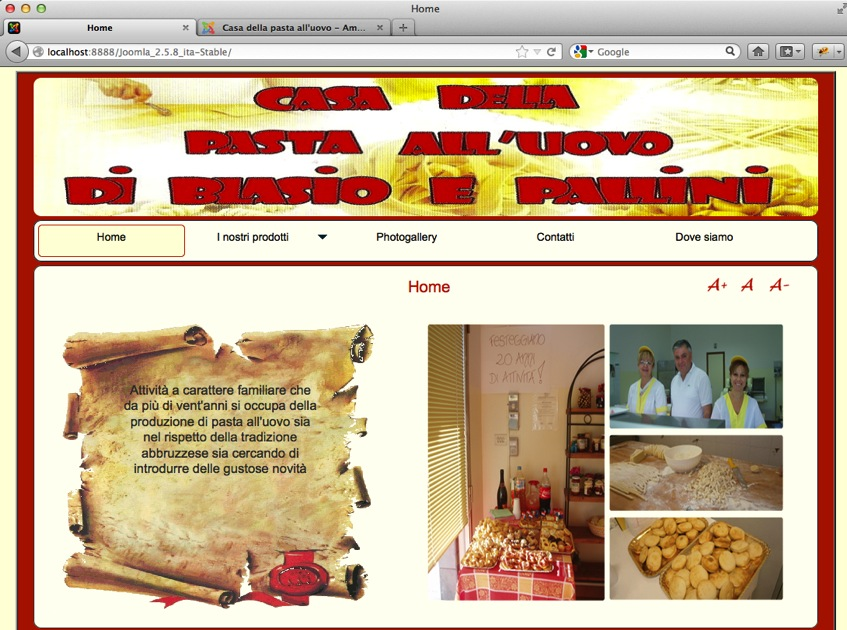 Home
Home
Casa della pasta all'uovo – Am...
localhost:8888/Joomla_2.5.8_ita-Stable/
Google
CASA DELLA
PASTA ALL'UOVO
Di BLASiO E PALLiNi
Home
I nostri prodotti
Photogallery
Contatti
Dove siamo
Home
A+ A A-
Attività a carattere familiare che
da più di vent'anni si occupa della
produzione di pasta all'uovo sia
nel rispetto della tradizione
abbruzzese sia cercando di
introdurre delle gustose novità
FESTEGGIANO
20 ANNI
DI ATTIVITA'!